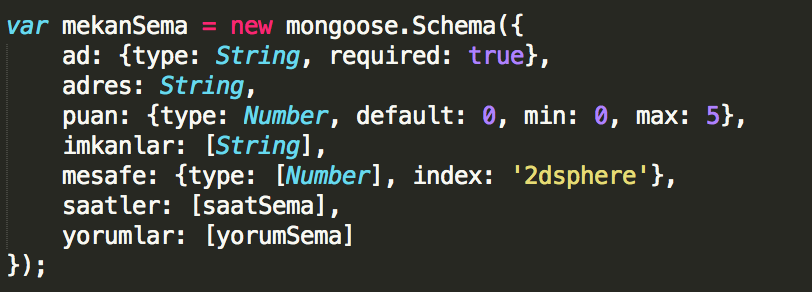 var mekanSema = new mongoose.Schema({
    ad: {type: String, required: true},
    adres: String,
    puan: {type: Number, default: 0, min: 0, max: 5},
    imkanlar: [String],
    mesafe: {type: [Number], index: '2dsphere'},
    saatler: [saatSema],
    yorumlar: [yorumSema]
});